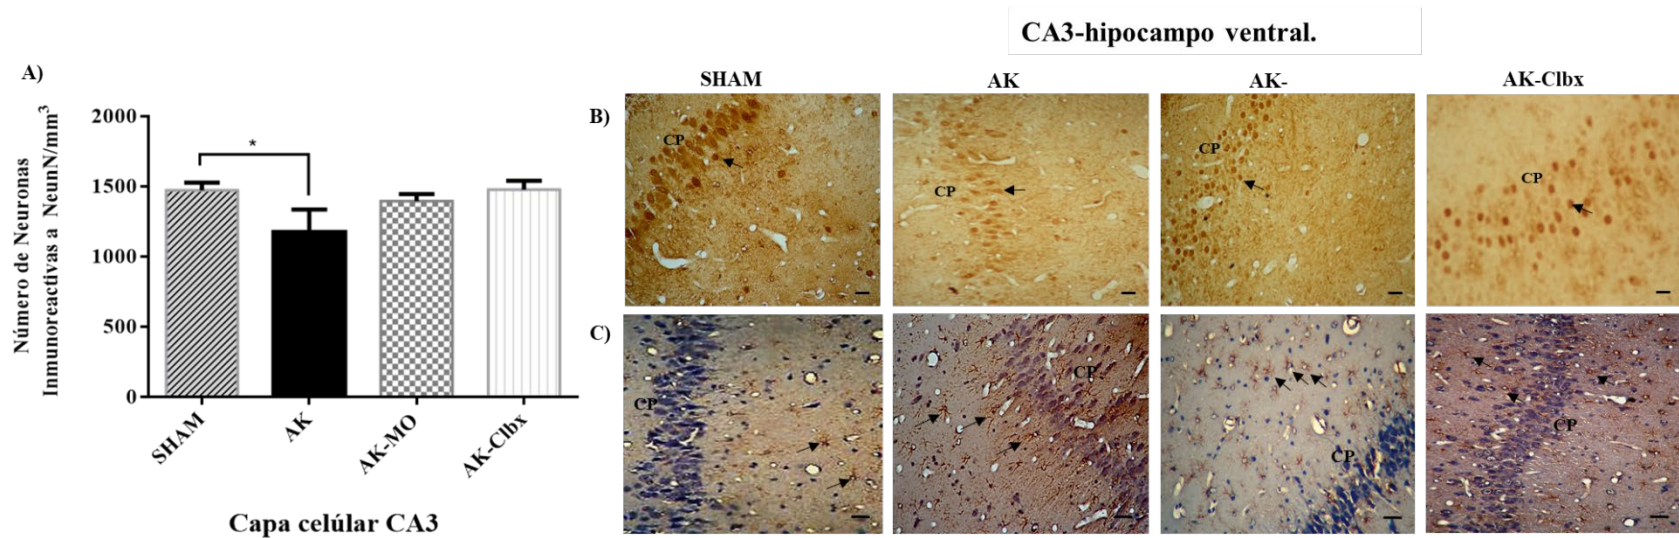 CA3-hipocampo ventral.
A)
Número de Neuronas
Inmunoreactivas a NeunN/mm3
2000
1500
1000
500
0
*
SHAM
AK
AK-MO
AK-Clbx
Capa celúlar CA3
SHAM
AK
AK-
AK-Clbx
B)
CP
CP
CP
CP
C)
CP
CP
CP
CP